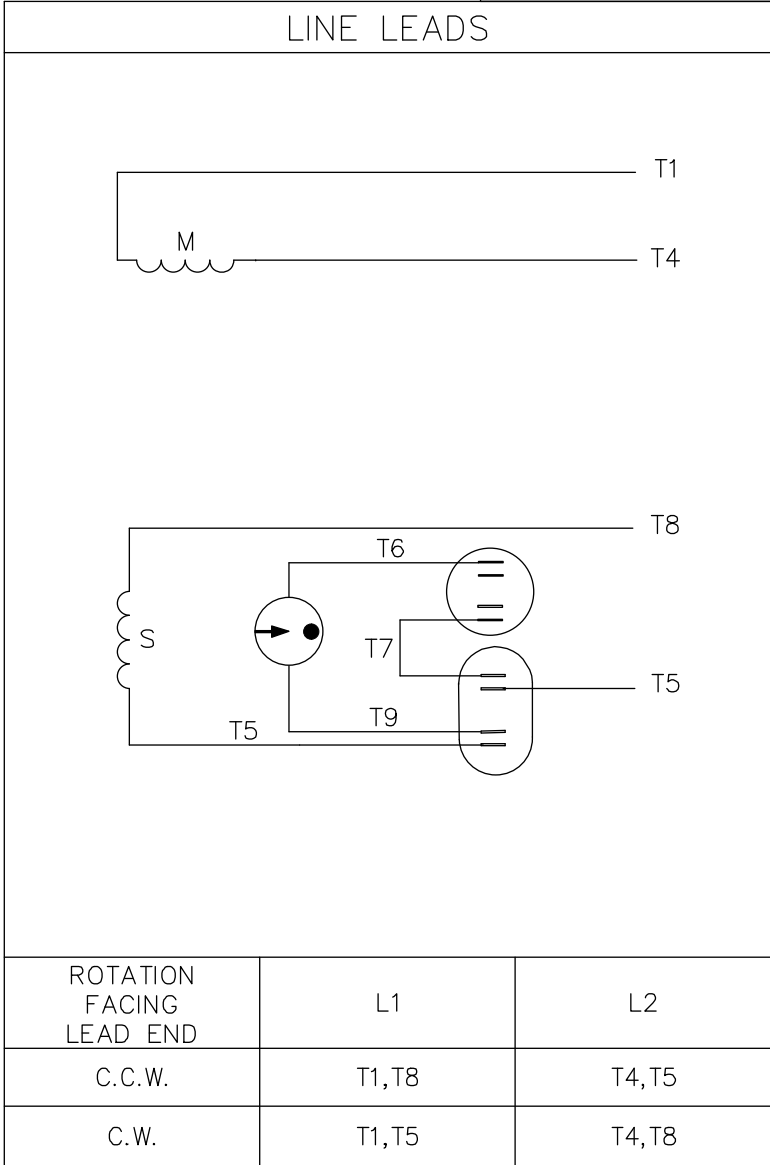 LINE LEADS
T1
M
T4
T8
T6
S
T7
T5
T9
T5
ROTATION
FACING
LEAD END
L1
L2
C.C.W.
T1,T8
T4,T5
C.W.
T1,T5
T4,T8